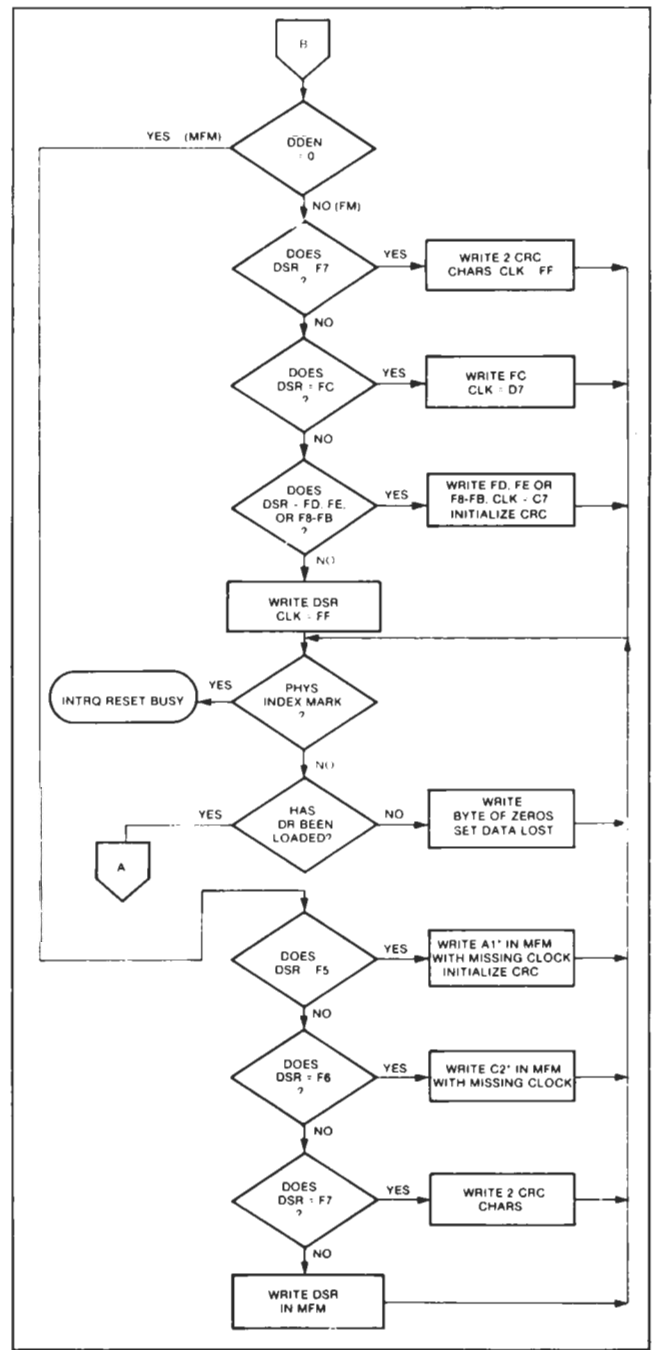 B
YES (MFM)
DDEN
= 0
NO (FM)
DOES
DSR F7
?
YES
WRITE 2 CRC
CHARS CLK FF
NO
DOES
DSR = FC
?
YES
WRITE FC
CLK = D7
NO
DOES
DSR - FD, FE,
OR F8-FB
?
YES
WRITE FD, FE OR
F8-FB, CLK - C7
INITIALIZE CRC
NO
WRITE DSR
CLK - FF
PHYS
INDEX MARK
?
YES
INTRQ RESET BUSY
NO
HAS
DR BEEN
LOADED?
YES
A
NO
WRITE
BYTE OF ZEROS
SET DATA LOST
DOES
DSR F5
YES
WRITE A1* IN MFM
WITH MISSING CLOCK
INITIALIZE CRC
NO
DOES
DSR = F6
?
YES
WRITE C2* IN MFM
WITH MISSING CLOCK
NO
DOES
DSR = F7
?
YES
WRITE 2 CRC
CHARS
NO
WRITE DSR
IN MFM